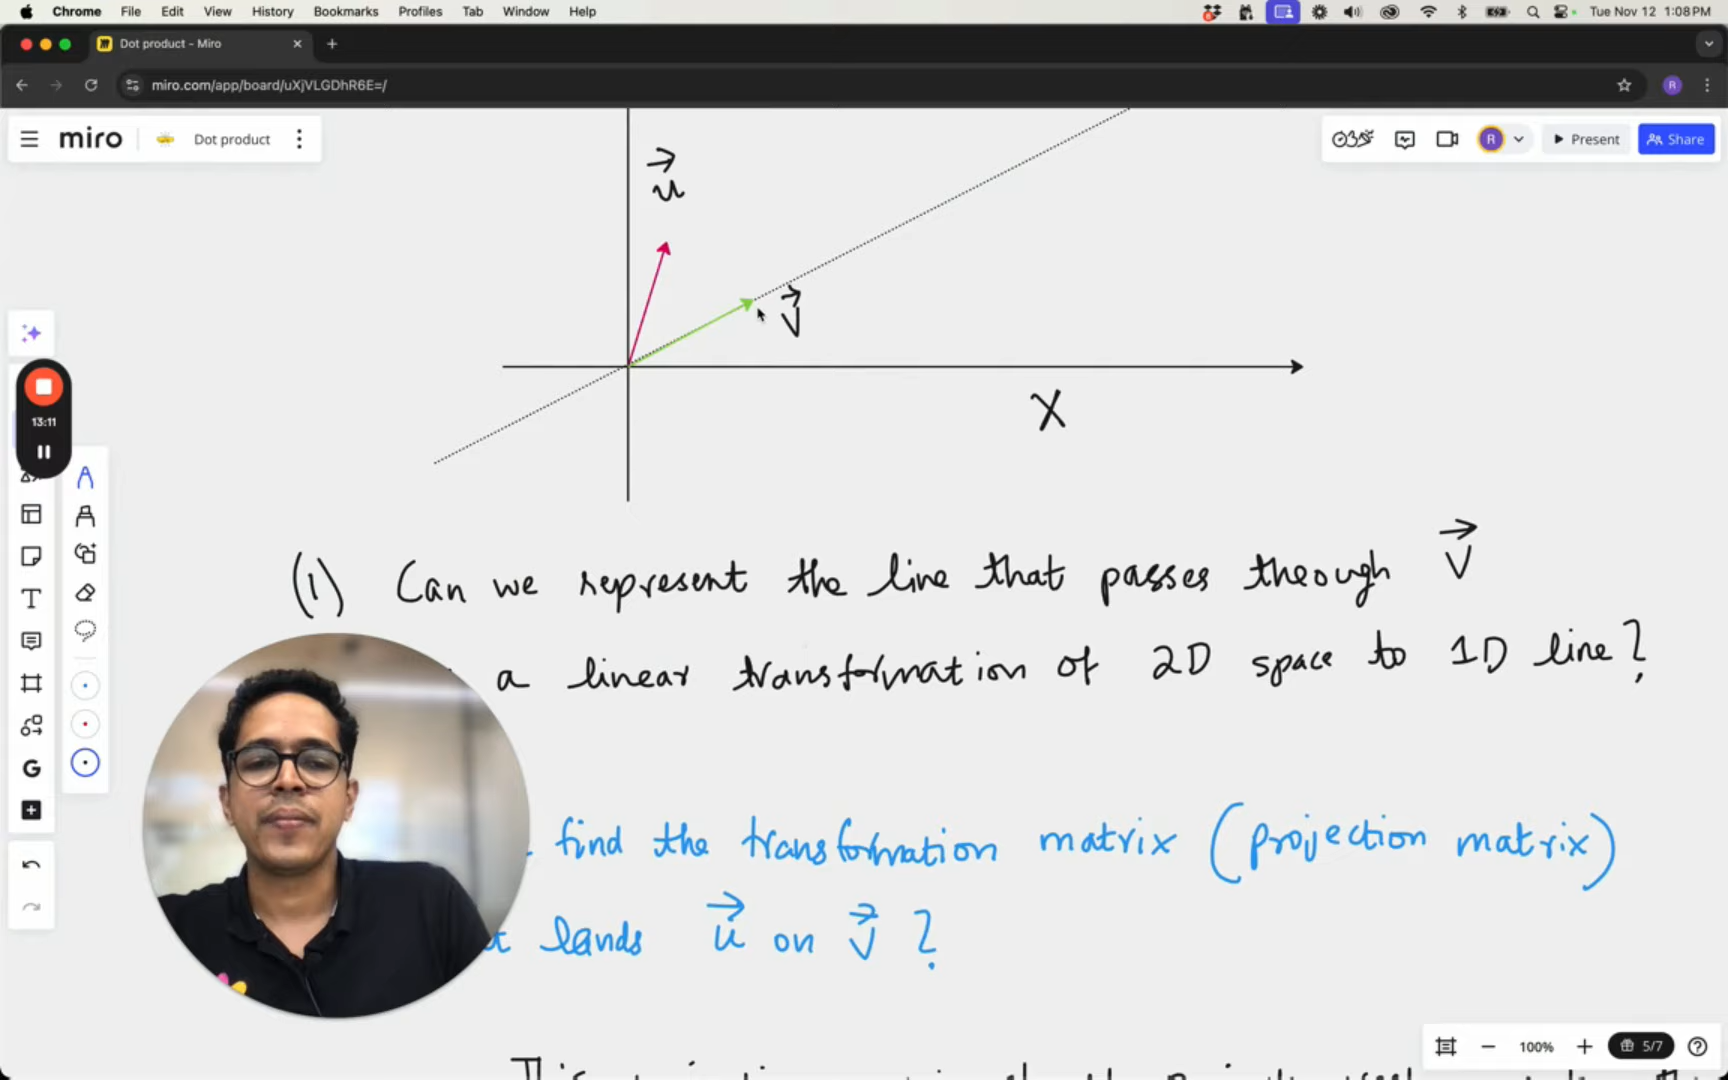 Chrome File Edit View History Bookmarks Profiles Tab Window Help Tue Nov 12 1:08 PM
Dot product - Miro
miro.com/app/board/uXjVLGDhR6E=/ R
miro Dot product R Present Share
u
v
X
13:11
(1) Can we represent the line that passes theough v
a linear transformation of 2D space to 1D line?
find the transformation matrix (projection matrix)
lands u on v ?
This
100% 5/7